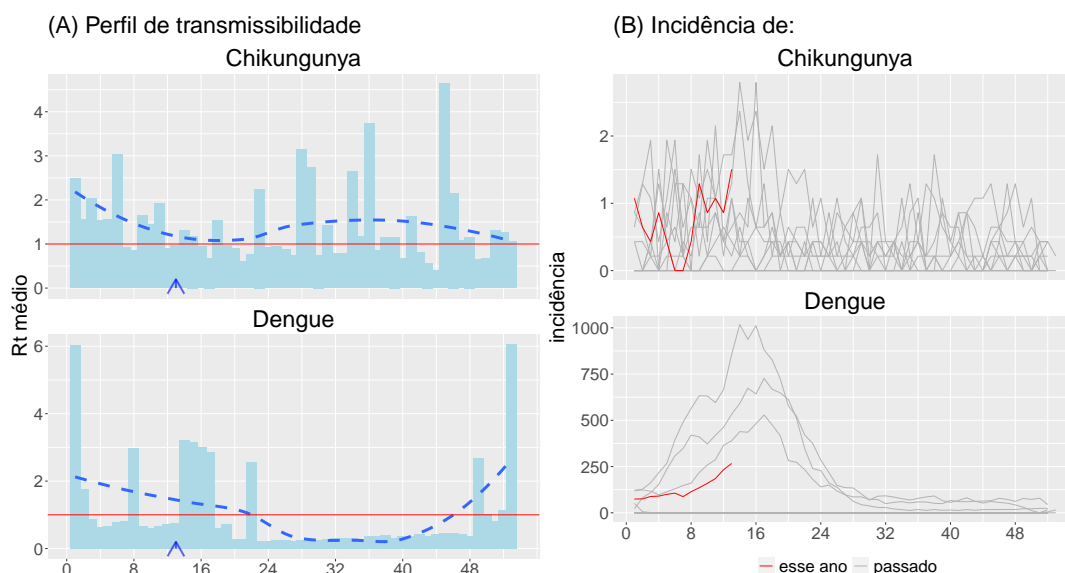 (A) Perfil de transmissibilidade
Chikungunya
4
3
2
1
0
Dengue
6
4
2
0
0 8 16 24 32 40 48
Rt médio
(B) Incidência de:
Chikungunya
2
1
0
Dengue
1000
750
500
250
0
0 8 16 24 32 40 48
incidência
esse ano passado